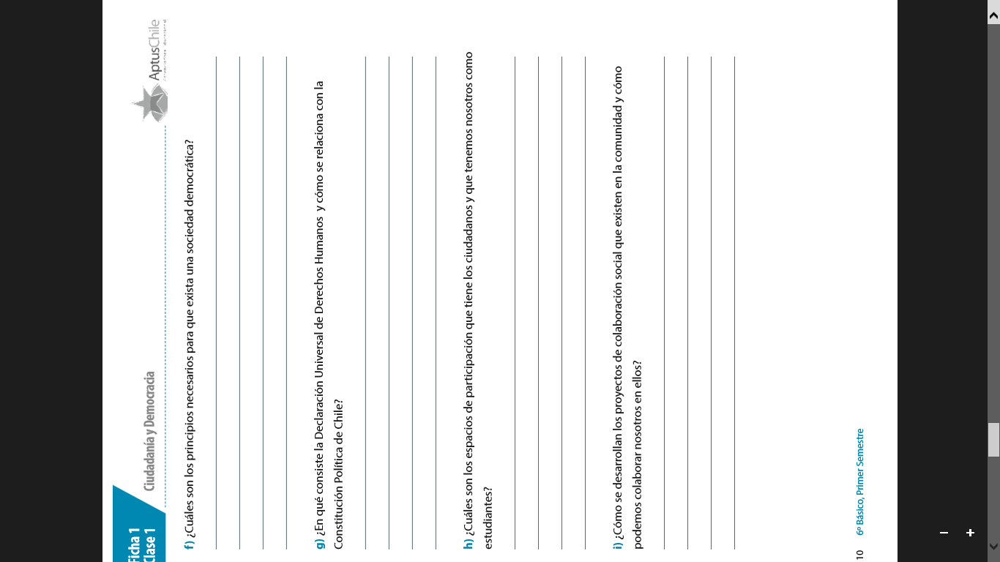 Ficha 1
Clase 1
Ciudadanía y Democracia
AptusChile
f) ¿Cuáles son los principios necesarios para que exista una sociedad democrática?
g) ¿En qué consiste la Declaración Universal de Derechos Humanos y cómo se relaciona con la
Constitución Política de Chile?
h) ¿Cuáles son los espacios de participación que tiene los ciudadanos y que tenemos nosotros como
estudiantes?
i) ¿Cómo se desarrollan los proyectos de colaboración social que existen en la comunidad y cómo
podemos colaborar nosotros en ellos?
10 6º Básico, Primer Semestre